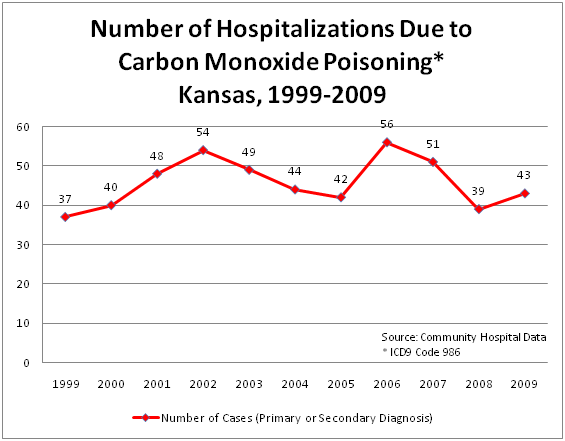 Number of Hospitalizations Due to
Carbon Monoxide Poisoning*
Kansas, 1999-2009
60
50
40
30
20
10
0
37
40
48
54
49
44
42
56
51
39
43
Source: Community Hospital Data
* ICD9 Code 986
1999 2000 2001 2002 2003 2004 2005 2006 2007 2008 2009
Number of Cases (Primary or Secondary Diagnosis)